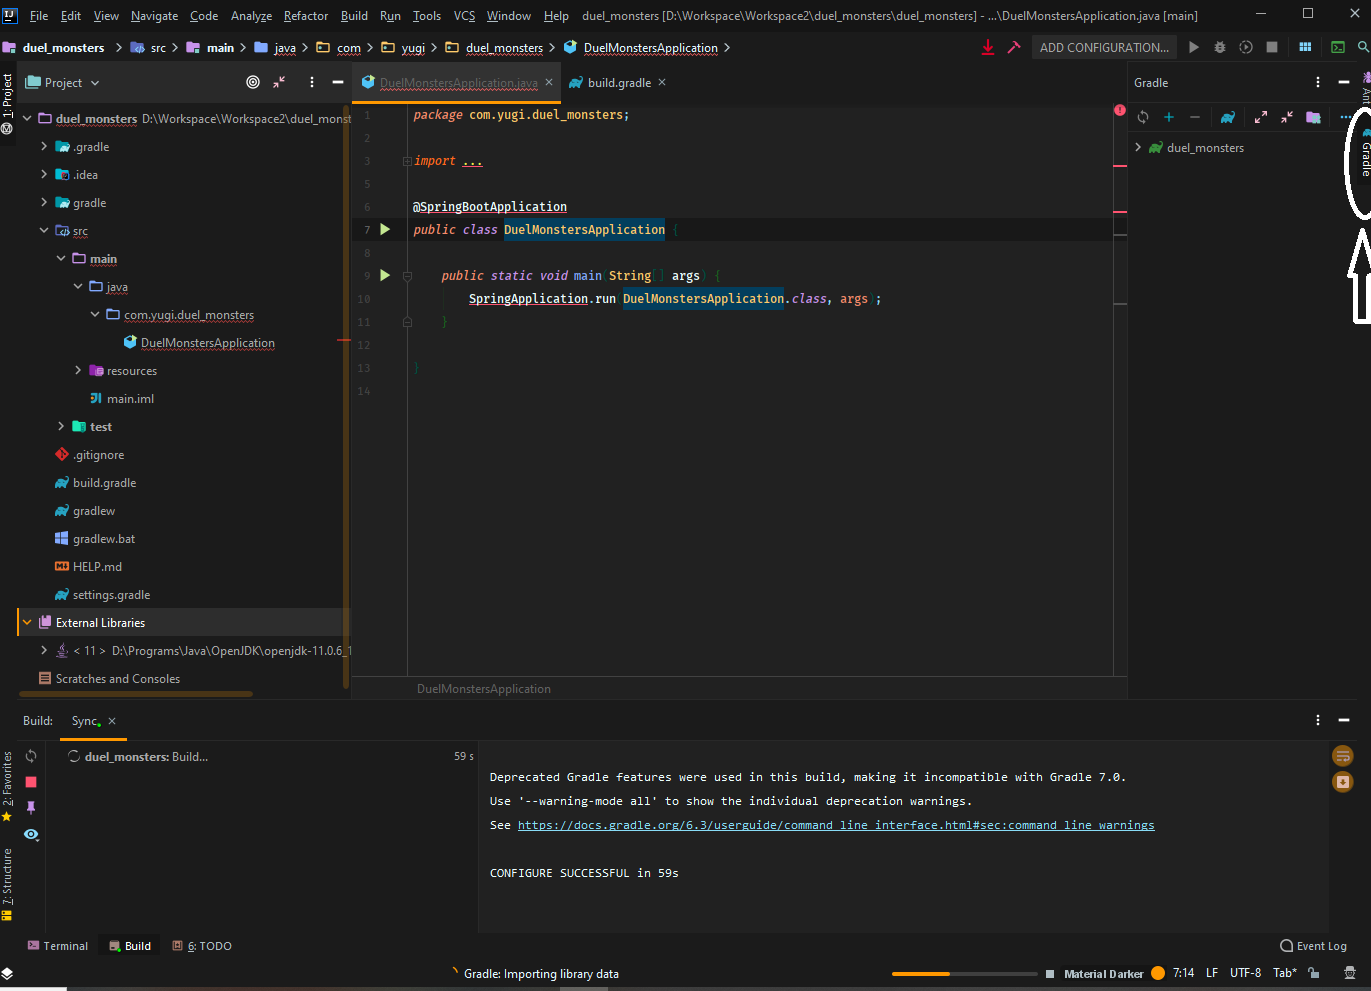 File Edit View Navigate Code Analyze Refactor Build Run Tools VCS Window Help duel_monsters [D:\Workspace\Workspace2\duel_monsters\duel_monsters] - ...\DuelMonstersApplication.java [main]
duel_monsters src main java com yugi duel_monsters DuelMonstersApplication ADD CONFIGURATION...
1: Project
Project
DuelMonstersApplication.java
build.gradle
Gradle
Ant
Gradle
duel_monsters D:\Workspace\Workspace2\duel_monst
.gradle
.idea
gradle
src
main
java
com.yugi.duel_monsters
DuelMonstersApplication
resources
main.iml
test
.gitignore
build.gradle
gradlew
gradlew.bat
HELP.md
settings.gradle
External Libraries
< 11 > D:\Programs\Java\OpenJDK\openjdk-11.0.6_1
Scratches and Consoles
1 package com.yugi.duel_monsters;
2
3 import ...
5
6 @SpringBootApplication
7 public class DuelMonstersApplication {
8
9 public static void main(String[] args) {
10 SpringApplication.run(DuelMonstersApplication.class, args);
11 }
12
13 }
14
DuelMonstersApplication
duel_monsters
Build: Sync
duel_monsters: Build... 59 s
Deprecated Gradle features were used in this build, making it incompatible with Gradle 7.0.
Use '--warning-mode all' to show the individual deprecation warnings.
See https://docs.gradle.org/6.3/userguide/command_line_interface.html#sec:command_line_warnings
CONFIGURE SUCCESSFUL in 59s
2: Favorites
7: Structure
Terminal Build 6: TODO Event Log
Gradle: Importing library data Material Darker 7:14 LF UTF-8 Tab*